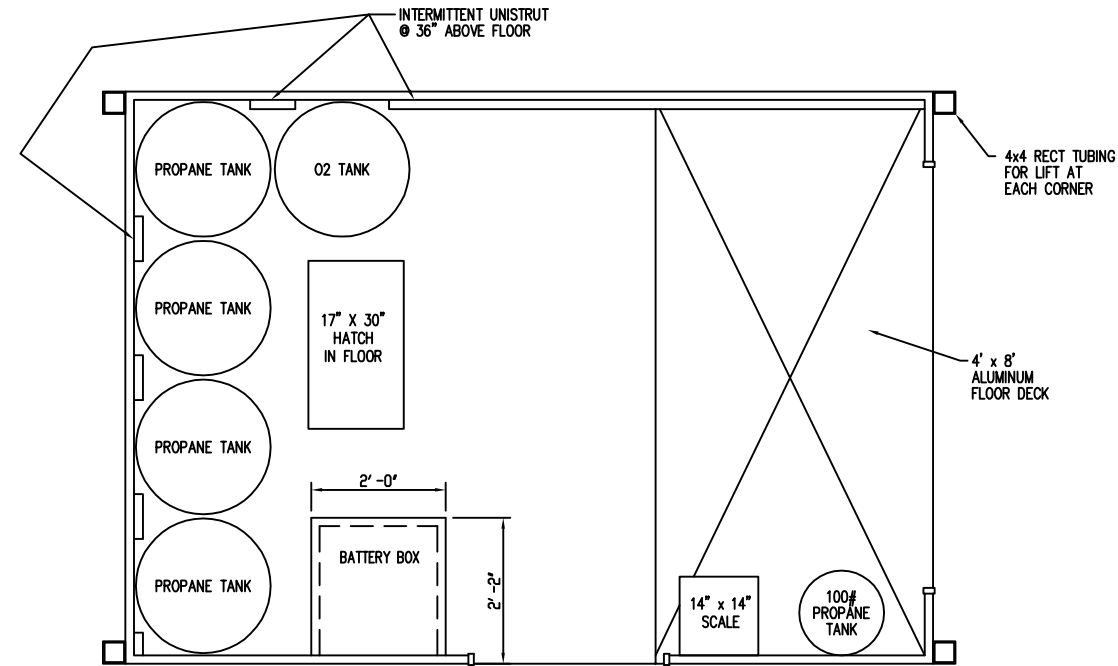 INTERMITTENT UNISTRUT
@ 36" ABOVE FLOOR
PROPANE TANK
O2 TANK
4x4 RECT TUBING
FOR LIFT AT
EACH CORNER
PROPANE TANK
17" X 30"
HATCH
IN FLOOR
4' x 8'
ALUMINUM
FLOOR DECK
PROPANE TANK
2'-0"
BATTERY BOX
2'-2"
PROPANE TANK
14" x 14"
SCALE
100#
PROPANE
TANK